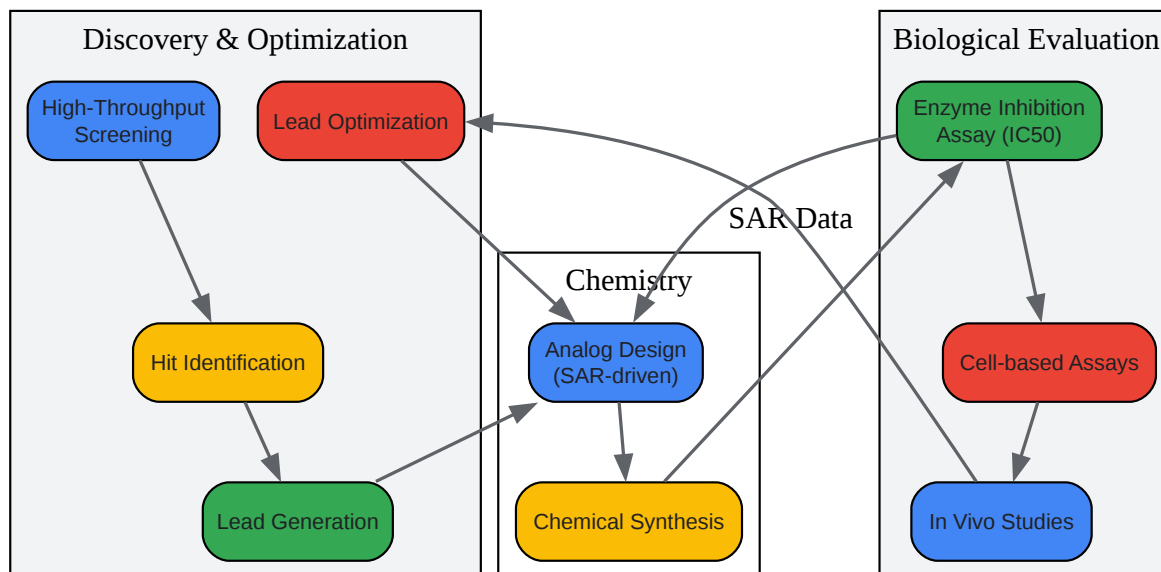 Discovery & Optimization
High-Throughput
Screening
Lead Optimization
Hit Identification
Lead Generation
Chemistry
Analog Design
(SAR-driven)
Chemical Synthesis
SAR Data
Biological Evaluation
Enzyme Inhibition
Assay (IC50)
Cell-based Assays
In Vivo Studies